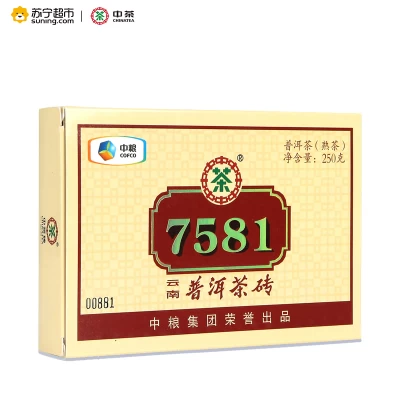 苏宁超市
suning.com
中茶
CHINATEA
中粮
COFCO
普洱茶(熟茶)
净含量:250克
茶
®
7581
云南
普洱茶砖
00881
中粮集团荣誉出品
茶